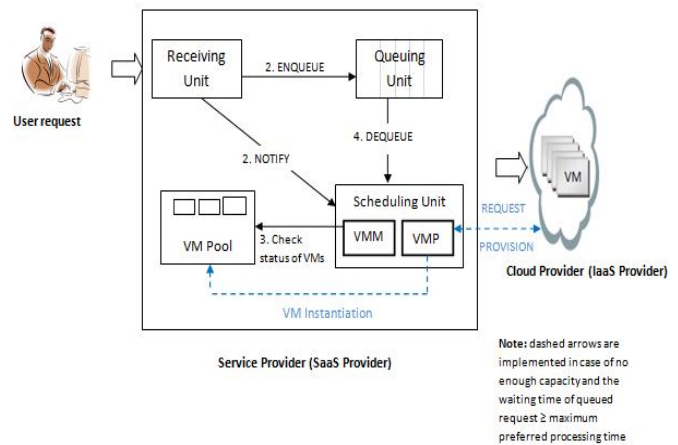 Receiving
Unit
2. ENQUEUE
Queuing
Unit
User request
2. NOTIFY
4. DEQUEUE
VM
Scheduling Unit
VMM
VMP
REQUEST
PROVISION
VM Pool
3. Check
status of VMs
Cloud Provider (IaaS Provider)
VM Instantiation
Service Provider (SaaS Provider)
Note: dashed arrows are
implemented in case of no
enough capacity and the
waiting time of queued
request ≥ maximum
preferred processing time